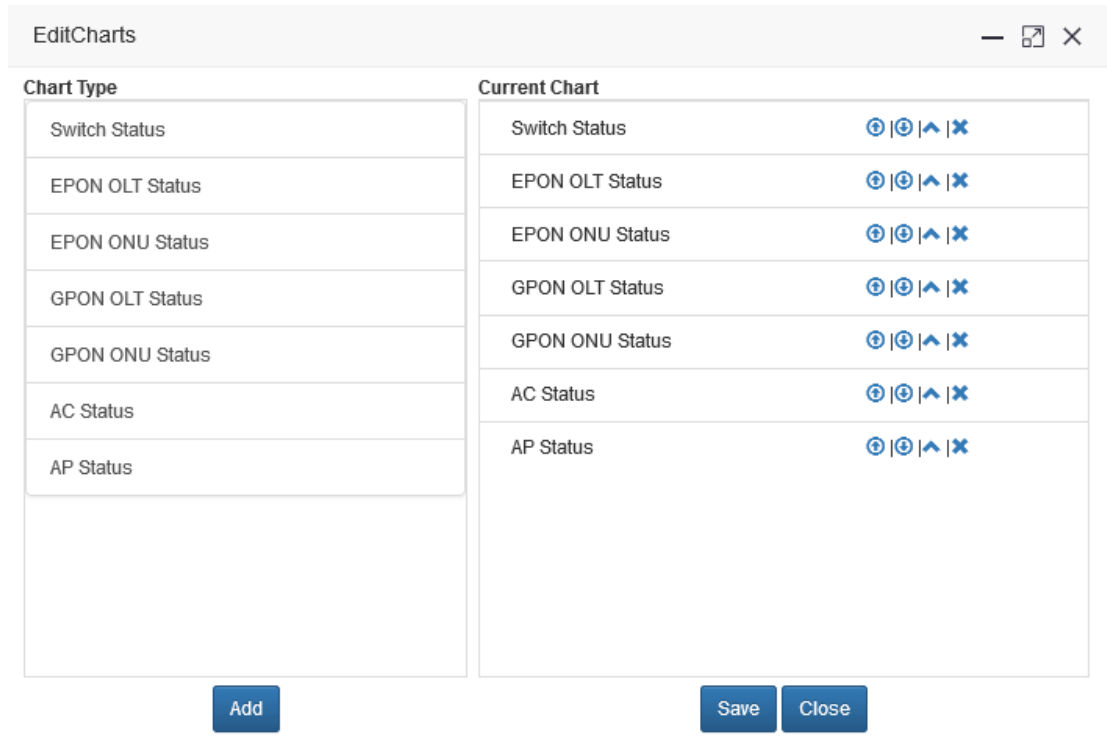 EditCharts
Chart Type
Switch Status
EPON OLT Status
EPON ONU Status
GPON OLT Status
GPON ONU Status
AC Status
AP Status
Add
Current Chart
Switch Status | | |
EPON OLT Status | | |
EPON ONU Status | | |
GPON OLT Status | | |
GPON ONU Status | | |
AC Status | | |
AP Status | | |
Save Close